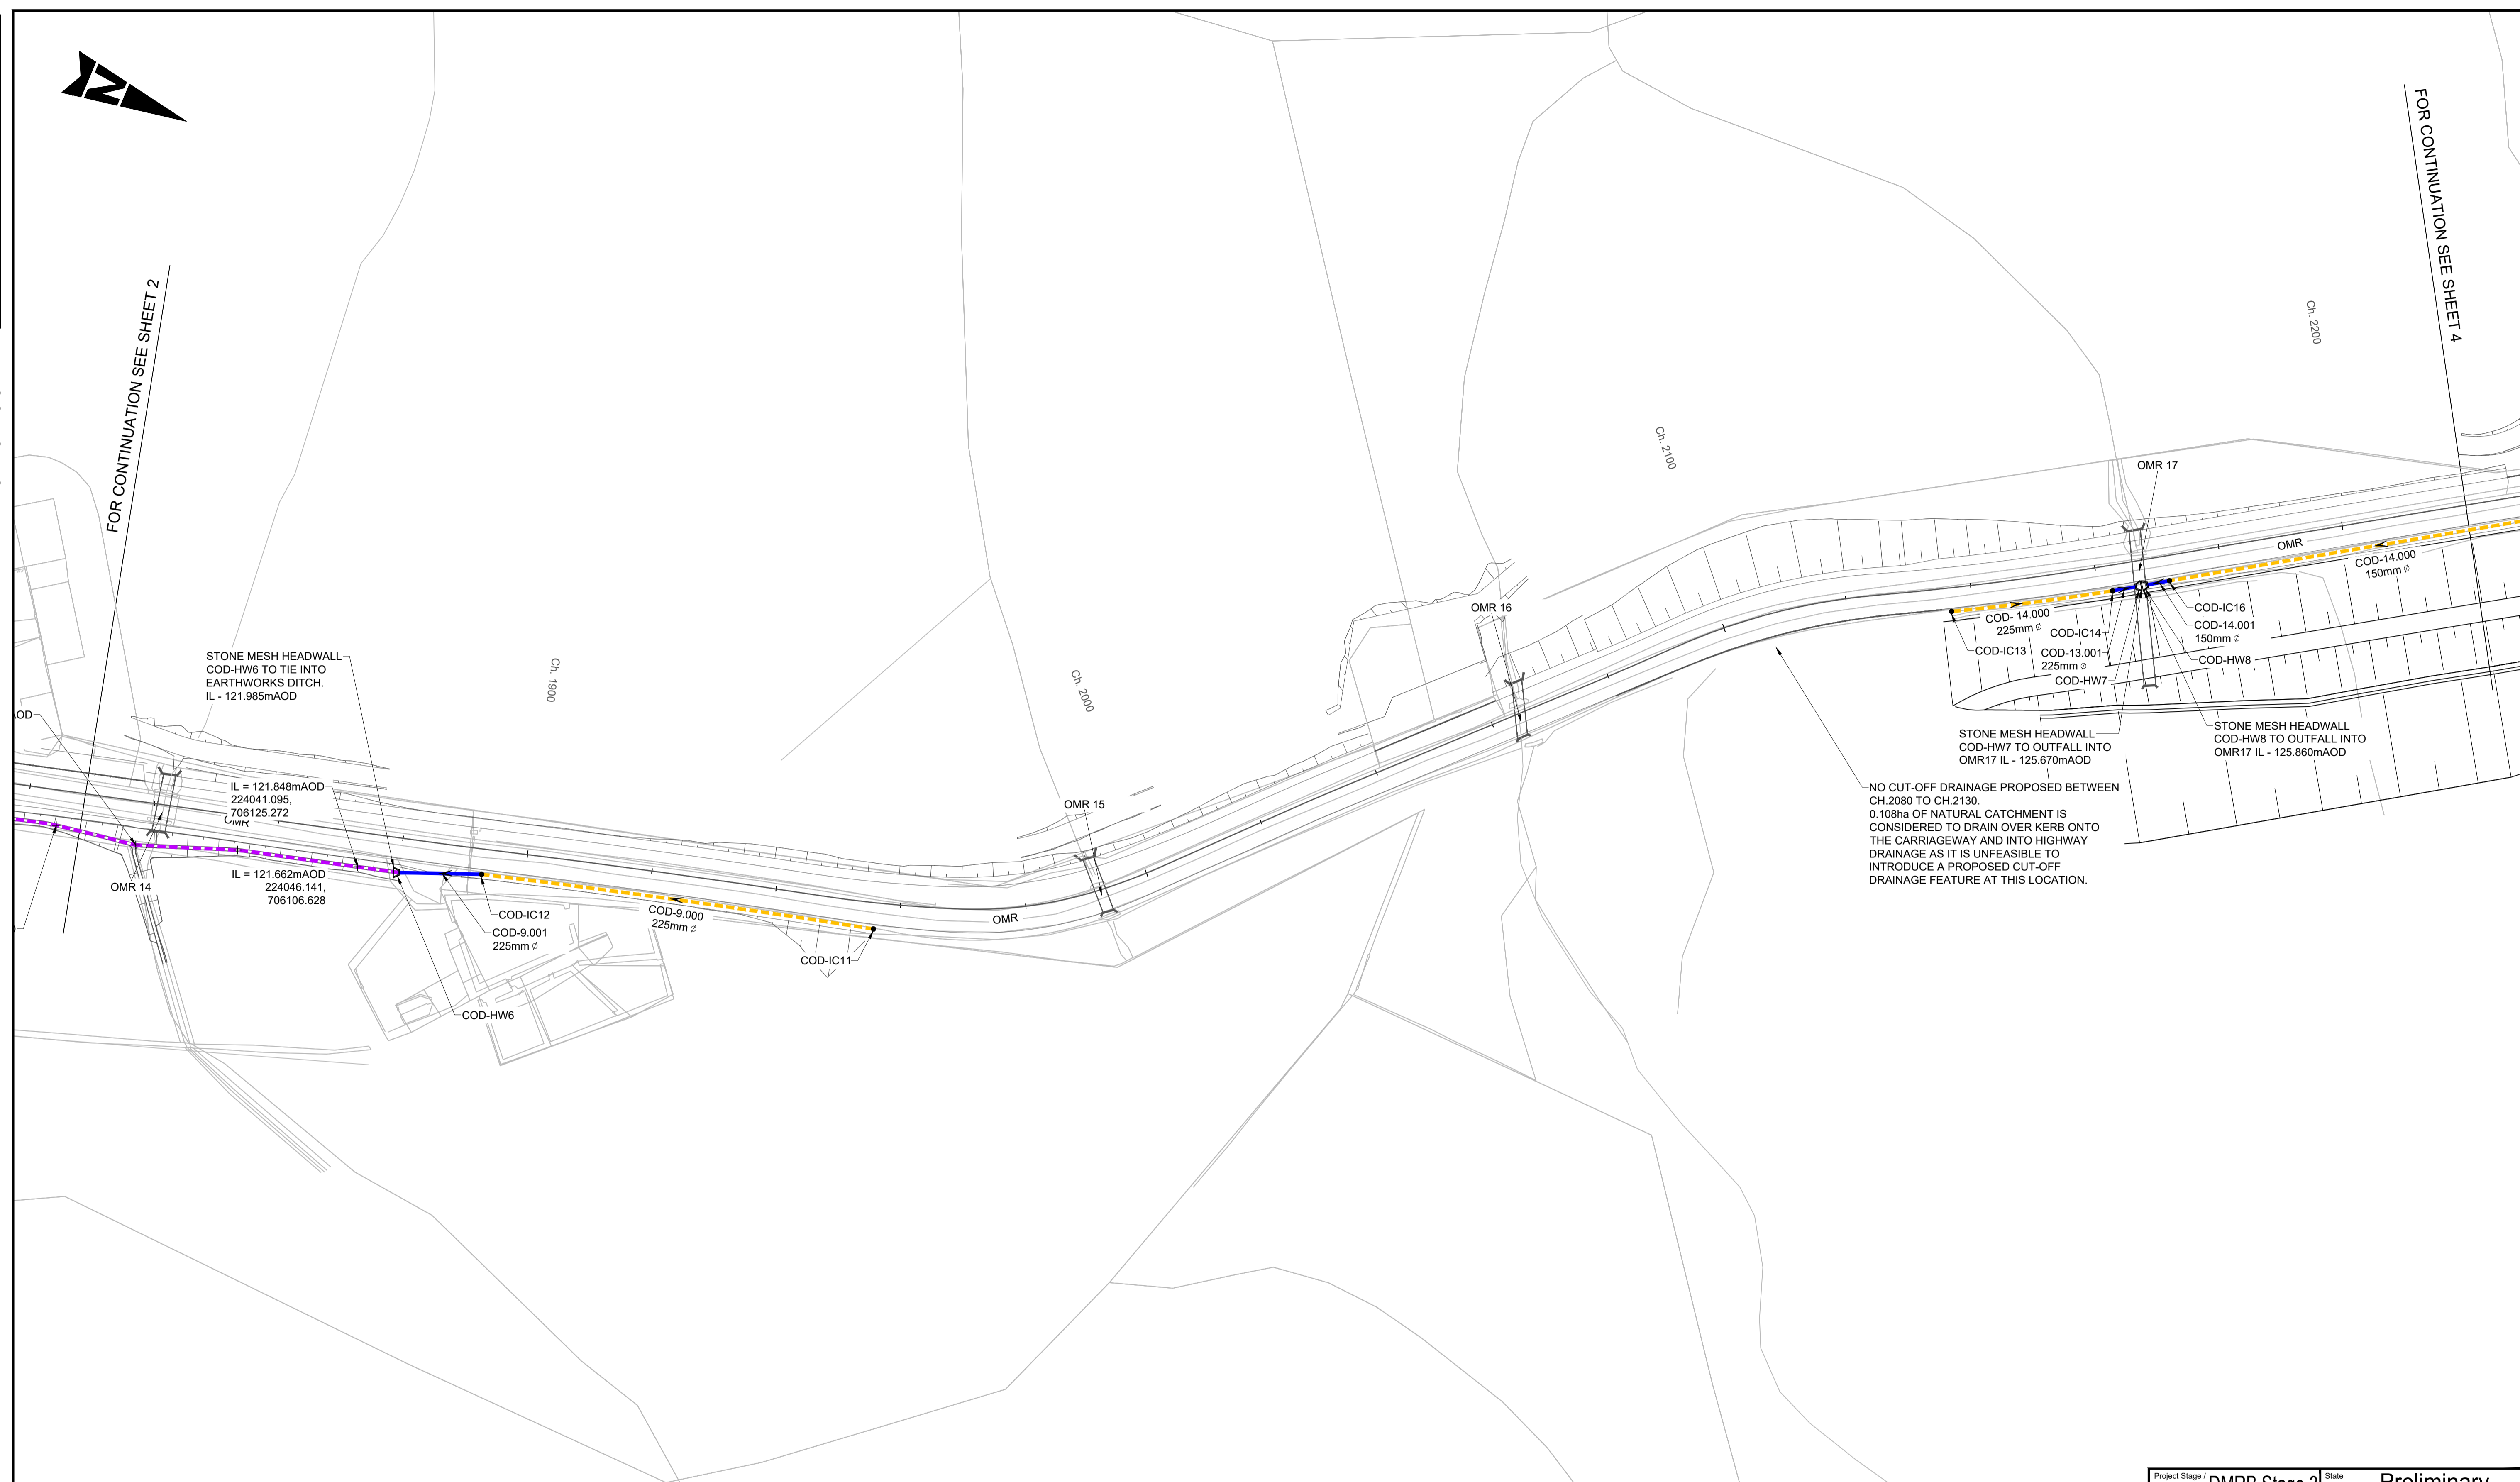 N
FOR CONTINUATION SEE SHEET 2
FOR CONTINUATION SEE SHEET 4
Ch. 2200
Ch. 2100
OMR 17
OMR
COD-14.000
150mm Ø
OMR 16
COD-IC16
COD-14.001
150mm Ø
COD- 14.000
225mm Ø
COD-IC14
COD-IC13
COD-13.001
225mm Ø
COD-HW8
COD-HW7
STONE MESH HEADWALL
COD-HW6 TO TIE INTO
EARTHWORKS DITCH.
IL - 121.985mAOD
Ch. 1900
Ch. 2000
STONE MESH HEADWALL
COD-HW8 TO OUTFALL INTO
OMR17 IL - 125.860mAOD
STONE MESH HEADWALL
COD-HW7 TO OUTFALL INTO
OMR17 IL - 125.670mAOD
AOD
IL = 121.848mAOD
224041.095,
706125.272
OMR
OMR 15
NO CUT-OFF DRAINAGE PROPOSED BETWEEN
CH.2080 TO CH.2130.
0.108ha OF NATURAL CATCHMENT IS
CONSIDERED TO DRAIN OVER KERB ONTO
THE CARRIAGEWAY AND INTO HIGHWAY
DRAINAGE AS IT IS UNFEASIBLE TO
INTRODUCE A PROPOSED CUT-OFF
DRAINAGE FEATURE AT THIS LOCATION.
OMR 14
IL = 121.662mAOD
224046.141,
706106.628
COD-IC12
COD-9.001
225mm Ø
COD-9.000
225mm Ø
OMR
COD-IC11
COD-HW6
Project Stage /
DMRB Stage 3
State
Preliminary